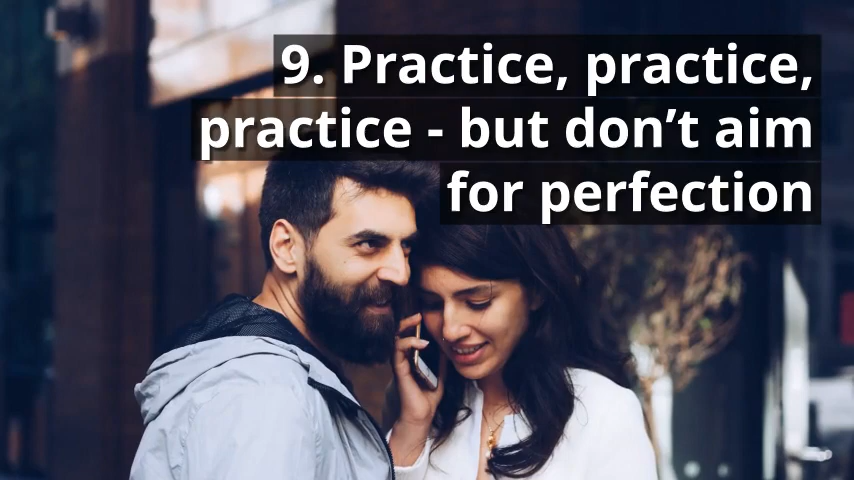 9. Practice, practice,
practice - but don’t aim
for perfection